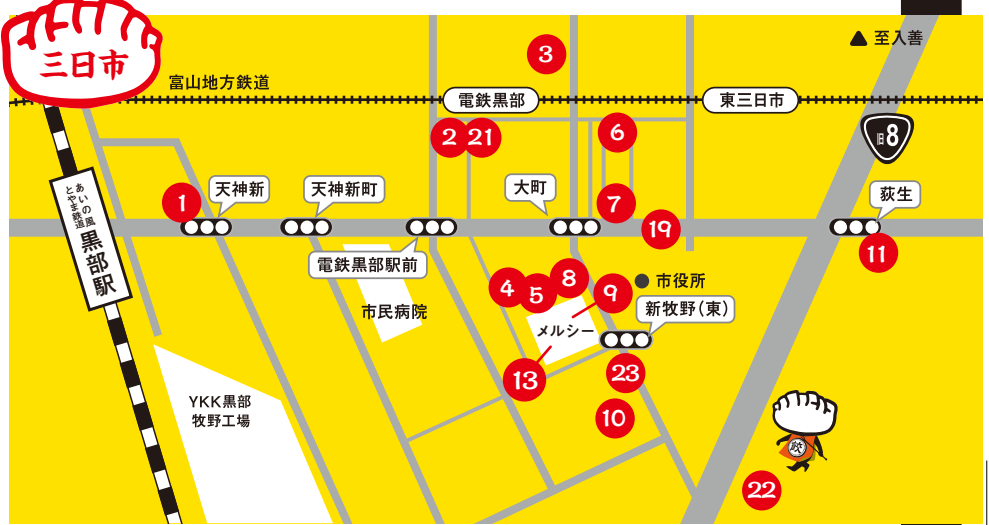 三日市
富山地方鉄道
電鉄黒部
東三日市
至入善
旧8
3
2
21
6
1
天神新
天神新町
大町
7
19
荻生
11
あいの風
とやま鉄道
黒部駅
電鉄黒部駅前
市民病院
4
5
8
9
市役所
新牧野(東)
メルシー
13
23
10
YKK黒部
牧野工場
餃
22